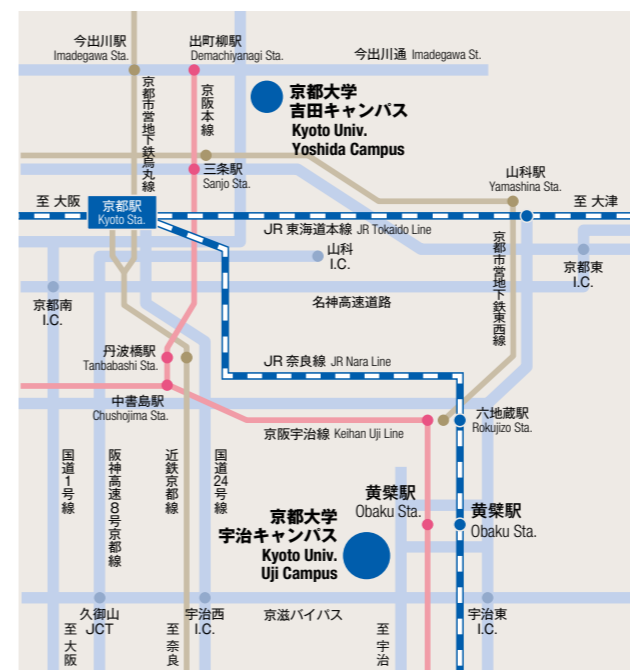 今出川駅
Imadegawa Sta.
出町柳駅
Demachiyanagi Sta.
今出川通 Imadegawa St.
京都市営地下鉄烏丸線
京阪本線
京都大学
吉田キャンパス
Kyoto Univ.
Yoshida Campus
三条駅
Sanjo Sta.
山科駅
Yamashina Sta.
至 大阪
京都駅
Kyoto Sta.
至 大津
JR 東海道本線 JR Tokaido Line
山科
I.C.
京都市営地下鉄東西線
京都東
I.C.
京都南
I.C.
名神高速道路
丹波橋駅
Tanbabashi Sta.
JR 奈良線 JR Nara Line
中書島駅
Chushojima Sta.
京阪宇治線 Keihan Uji Line
六地蔵駅
Rokujizo Sta.
国道1号線
阪神高速8号京都線
近鉄京都線
国道24号線
京都大学
宇治キャンパス
Kyoto Univ.
Uji Campus
黄檗駅
Obaku Sta.
黄檗駅
Obaku Sta.
久御山
JCT
宇治西
I.C.
京滋バイパス
宇治東
I.C.
至 大阪
至 奈良
至 宇治